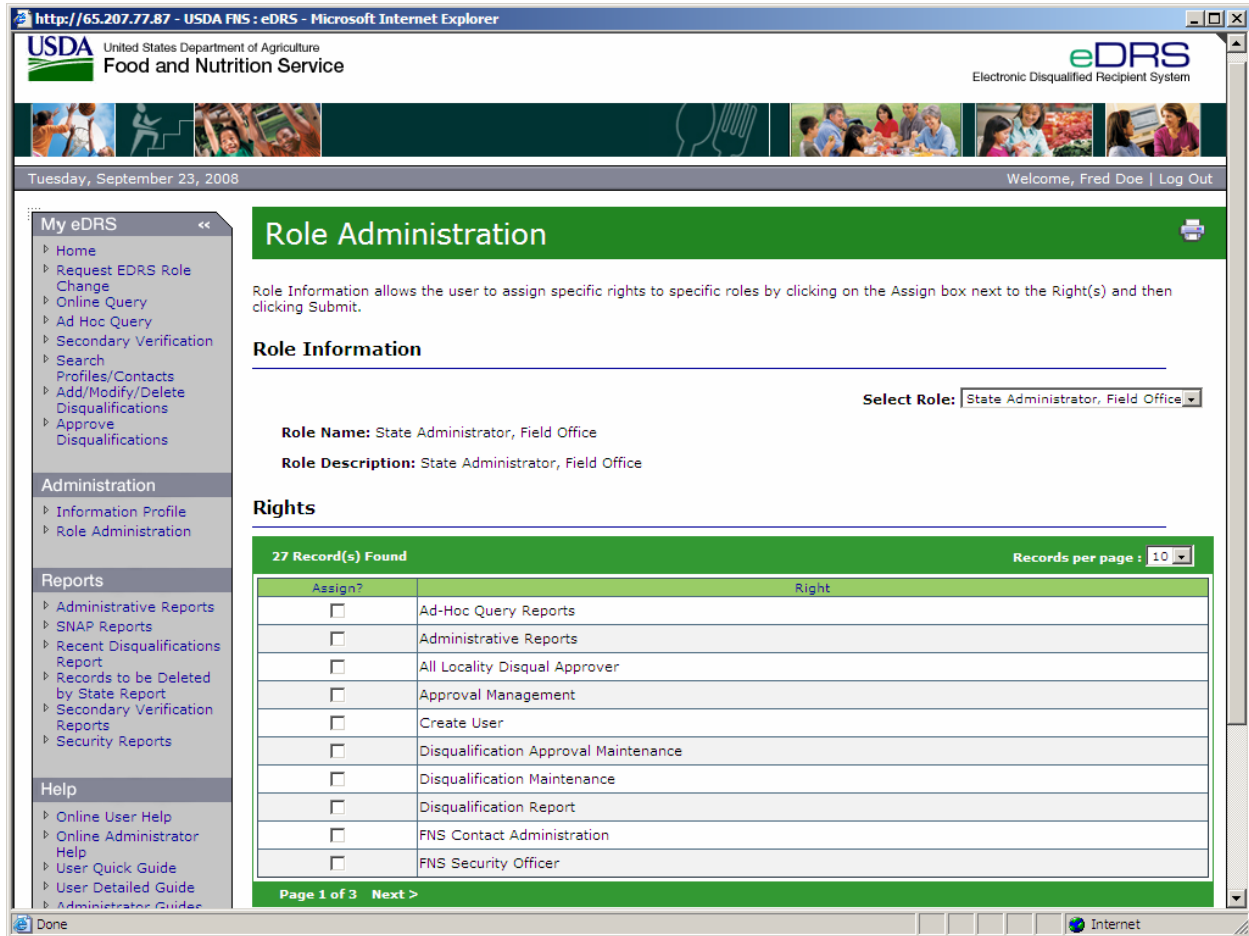 http://65.207.77.87 - USDA FNS : eDRS - Microsoft Internet Explorer
USDA
United States Department of Agriculture
Food and Nutrition Service
eDRS
Electronic Disqualified Recipient System
Tuesday, September 23, 2008
Welcome, Fred Doe | Log Out
My eDRS <<
Home
Request EDRS Role
Change
Online Query
Ad Hoc Query
Secondary Verification
Search
Profiles/Contacts
Add/Modify/Delete
Disqualifications
Approve
Disqualifications
Administration
Information Profile
Role Administration
Reports
Administrative Reports
SNAP Reports
Recent Disqualifications
Report
Records to be Deleted
by State Report
Secondary Verification
Reports
Security Reports
Help
Online User Help
Online Administrator
Help
User Quick Guide
User Detailed Guide
Administrator Guides
Role Administration
Role Information allows the user to assign specific rights to specific roles by clicking on the Assign box next to the Right(s) and then
clicking Submit.
Role Information
Select Role: State Administrator, Field Office
Role Name: State Administrator, Field Office
Role Description: State Administrator, Field Office
Rights
27 Record(s) Found
Records per page : 10
Assign? Right
Ad-Hoc Query Reports
Administrative Reports
All Locality Disqual Approver
Approval Management
Create User
Disqualification Approval Maintenance
Disqualification Maintenance
Disqualification Report
FNS Contact Administration
FNS Security Officer
Page 1 of 3 Next >
Done
Internet